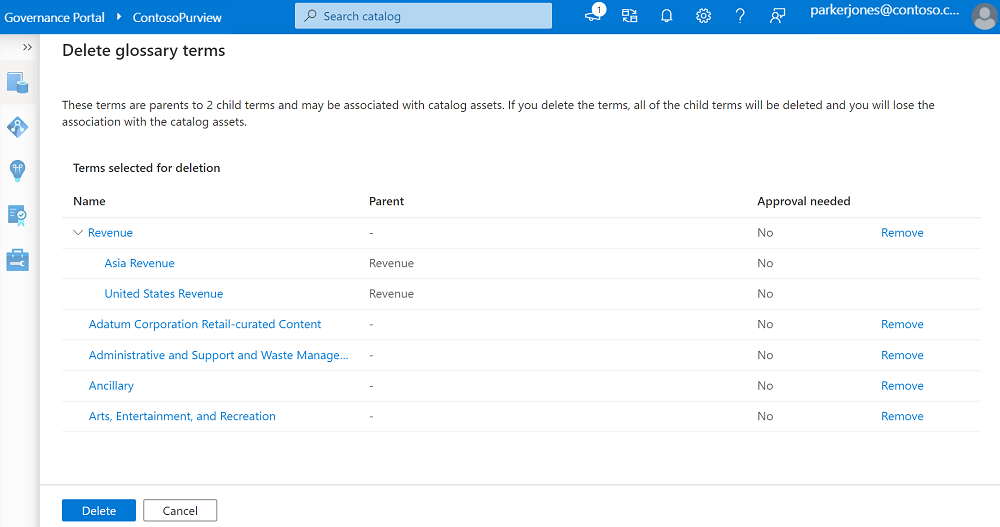 Governance Portal ContosoPurview Search catalog 1 ? parkerjones@contoso.c...
Delete glossary terms
These terms are parents to 2 child terms and may be associated with catalog assets. If you delete the terms, all of the child terms will be deleted and you will lose the
association with the catalog assets.
Terms selected for deletion
Name Parent Approval needed
Revenue - No Remove
Asia Revenue Revenue No
United States Revenue Revenue No
Adatum Corporation Retail-curated Content - No Remove
Administrative and Support and Waste Manage... - No Remove
Ancillary - No Remove
Arts, Entertainment, and Recreation - No Remove
Delete Cancel